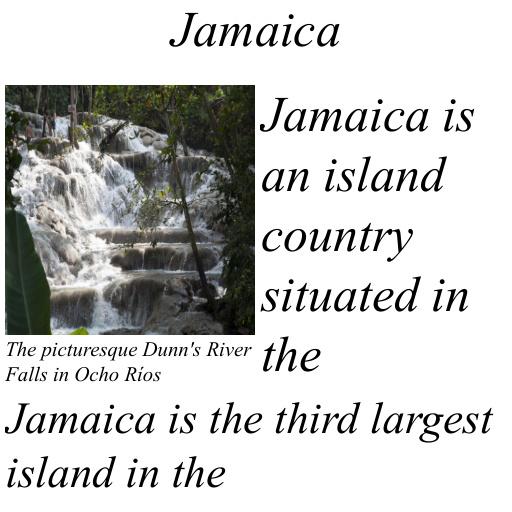 Jamaica
Jamaica is
an island
country
situated in
the
The picturesque Dunn's River
Falls in Ocho Ríos
Jamaica is the third largest
island in the